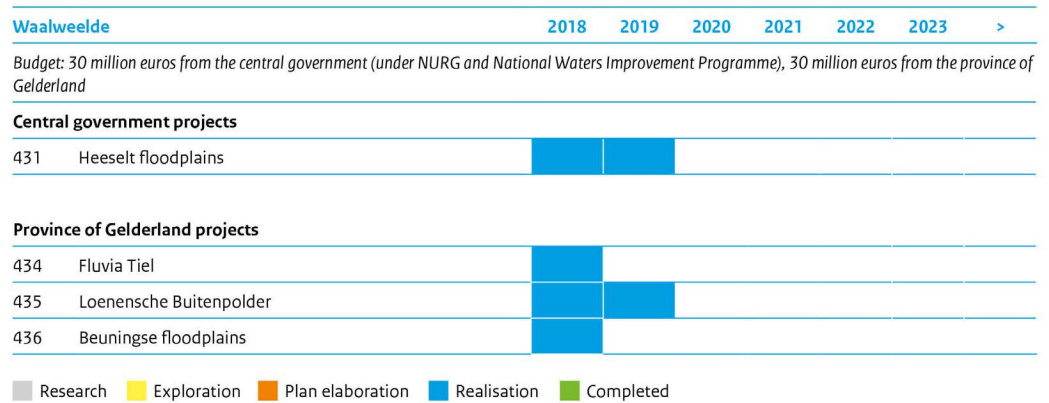 Waalweelde 2018 2019 2020 2021 2022 2023 >
Budget: 30 million euros from the central government (under NURG and National Waters Improvement Programme), 30 million euros from the province of
Gelderland
Central government projects
431 Heeselt floodplains
Province of Gelderland projects
434 Fluvia Tiel
435 Loenensche Buitenpolder
436 Beuningse floodplains
Research Exploration Plan elaboration Realisation Completed